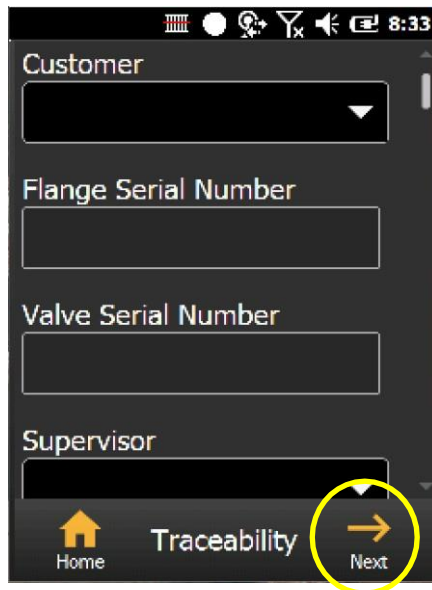 8:33
Customer
Flange Serial Number
Valve Serial Number
Supervisor
Home Traceability Next